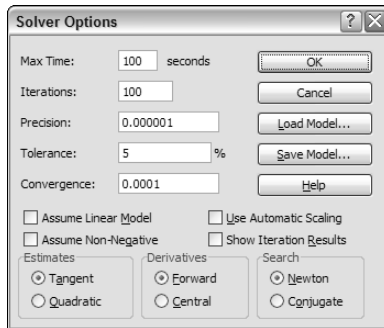 Solver Options
Max Time: 100 seconds OK
Iterations: 100 Cancel
Precision: 0.000001 Load Model...
Tolerance: 5 % Save Model...
Convergence: 0.0001 Help
Assume Linear Model Use Automatic Scaling
Assume Non-Negative Show Iteration Results
Estimates Derivatives Search
Tangent Forward Newton
Quadratic Central Conjugate